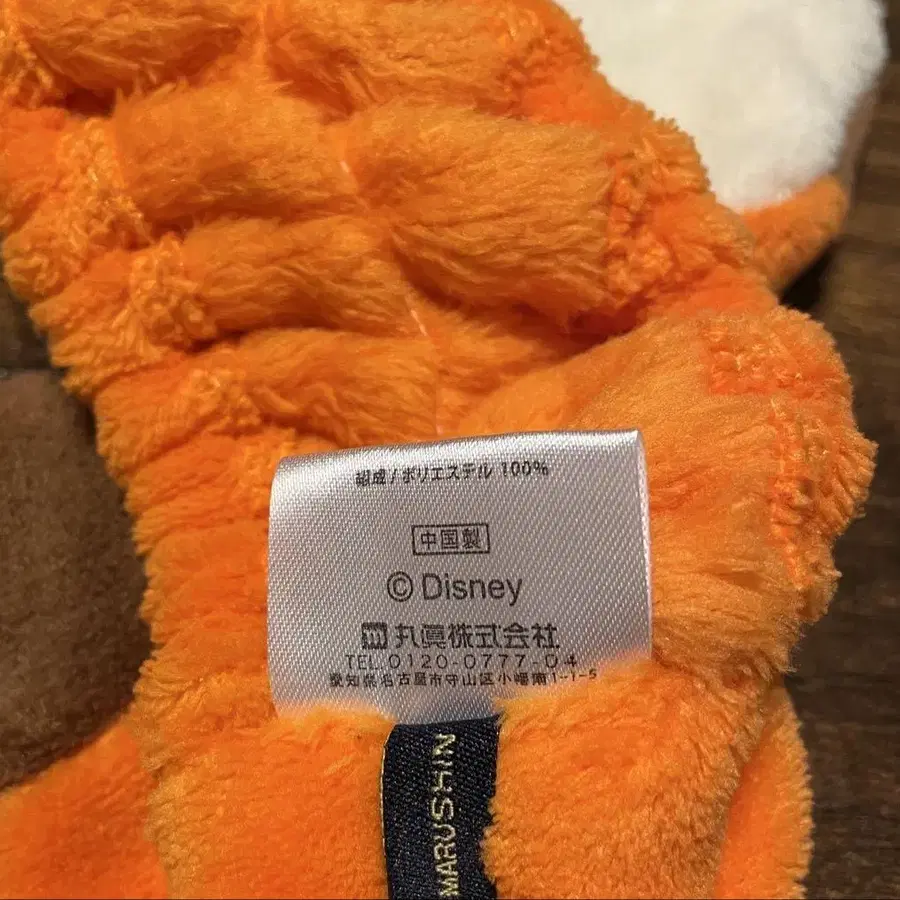 組成/ポリエステル 100%
中国製
© Disney
丸眞株式会社
TEL.0120-0777-04
愛知県名古屋市守山区小幡南1-1-5
MARUSHIN